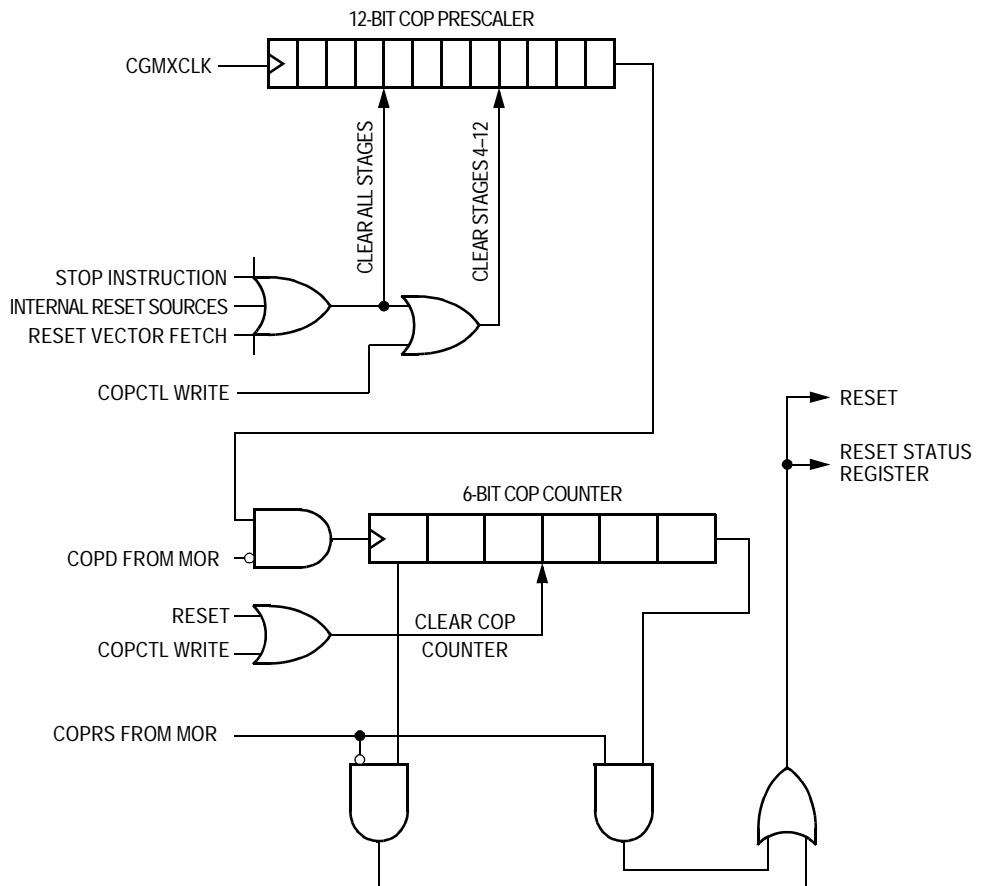 12-BIT COP PRESCALER
CGMXCLK
CLEAR ALL STAGES
CLEAR STAGES 4–12
STOP INSTRUCTION
INTERNAL RESET SOURCES
RESET VECTOR FETCH
COPCTL WRITE
RESET
RESET STATUS
REGISTER
6-BIT COP COUNTER
COPD FROM MOR
RESET
COPCTL WRITE
CLEAR COP
COUNTER
COPRS FROM MOR